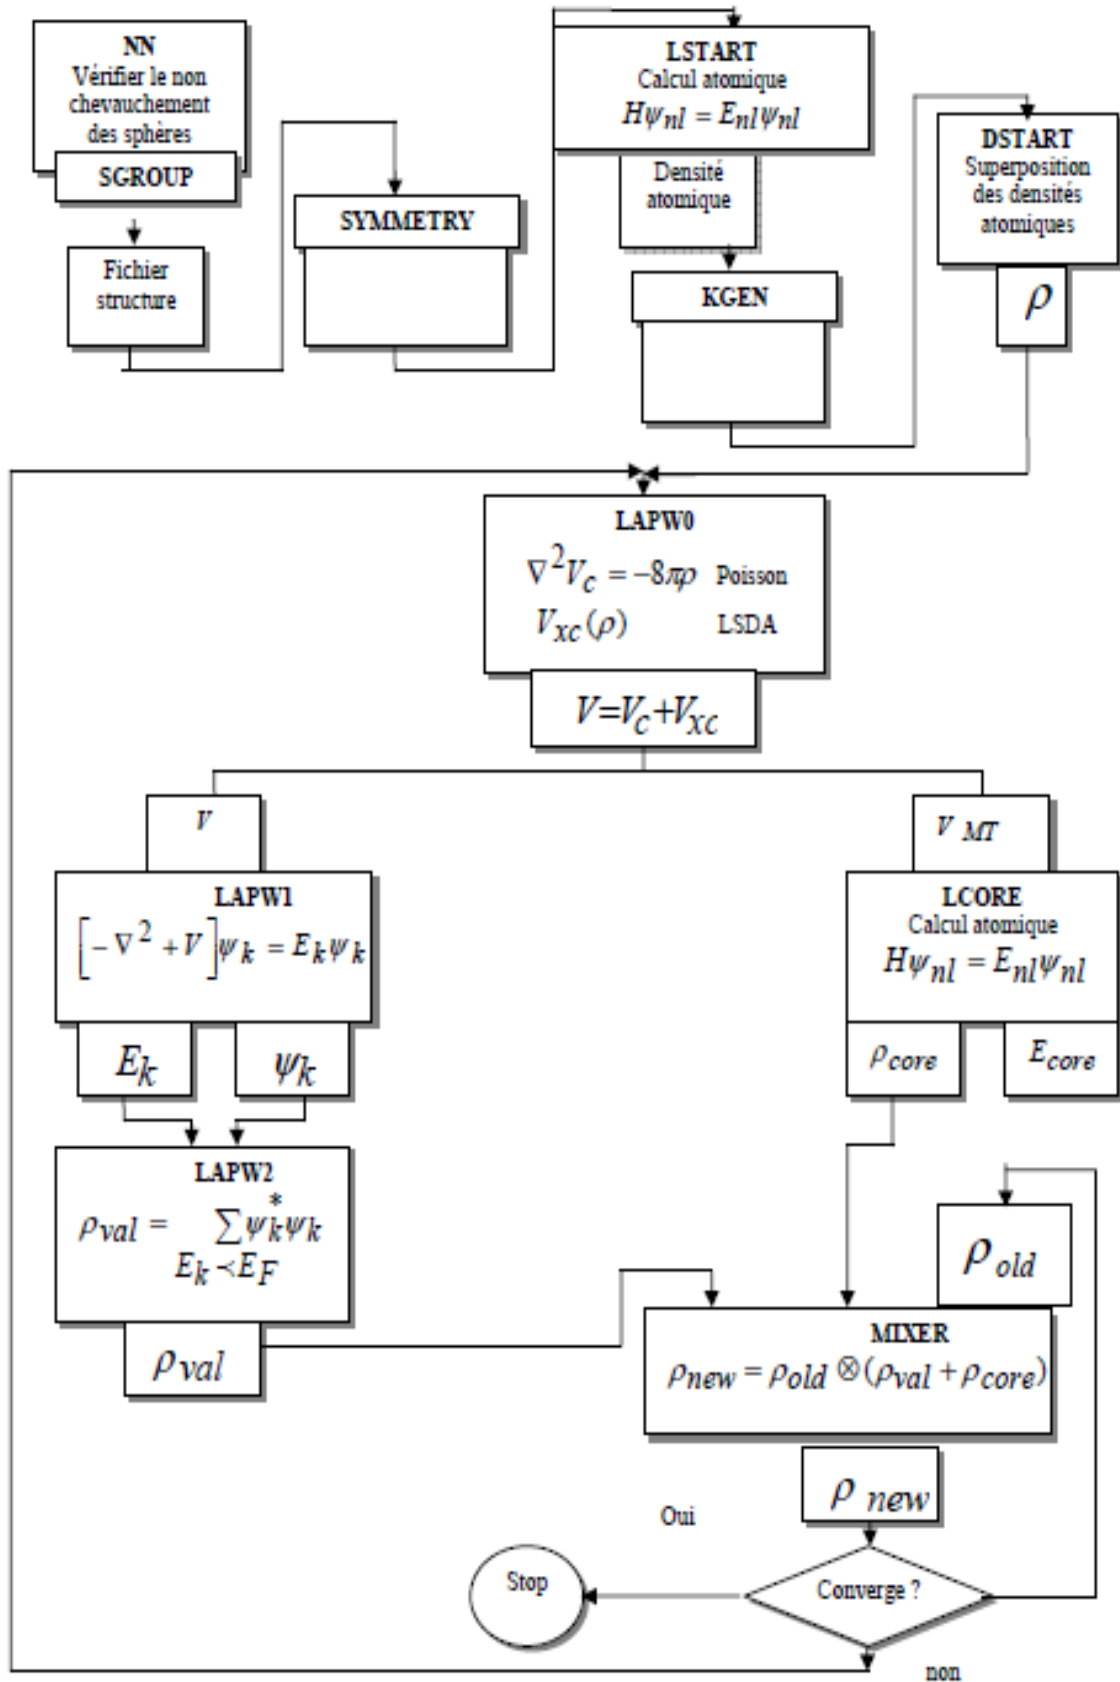 NN
Vérifier le non
chevauchement
des sphères
SGROUP
Fichier
structure
SYMMETRY
LSTART
Calcul atomique
Hψnl = Enlψnl
Densité
atomique
KGEN
DSTART
Superposition
des densités
atomiques
ρ
LAPW0
∇²Vc = −8πρ Poisson
Vxc(ρ) LSDA
V=Vc+Vxc
V
LAPW1
[−∇² + V]ψk = Ekψk
Ek
ψk
LAPW2
ρval = ∑ψk*ψk
Ek≺EF
ρval
V MT
LCORE
Calcul atomique
Hψnl = Enlψnl
ρcore
Ecore
ρold
MIXER
ρnew = ρold ⊗(ρval + ρcore)
ρ new
Oui
Stop
Converge ?
non